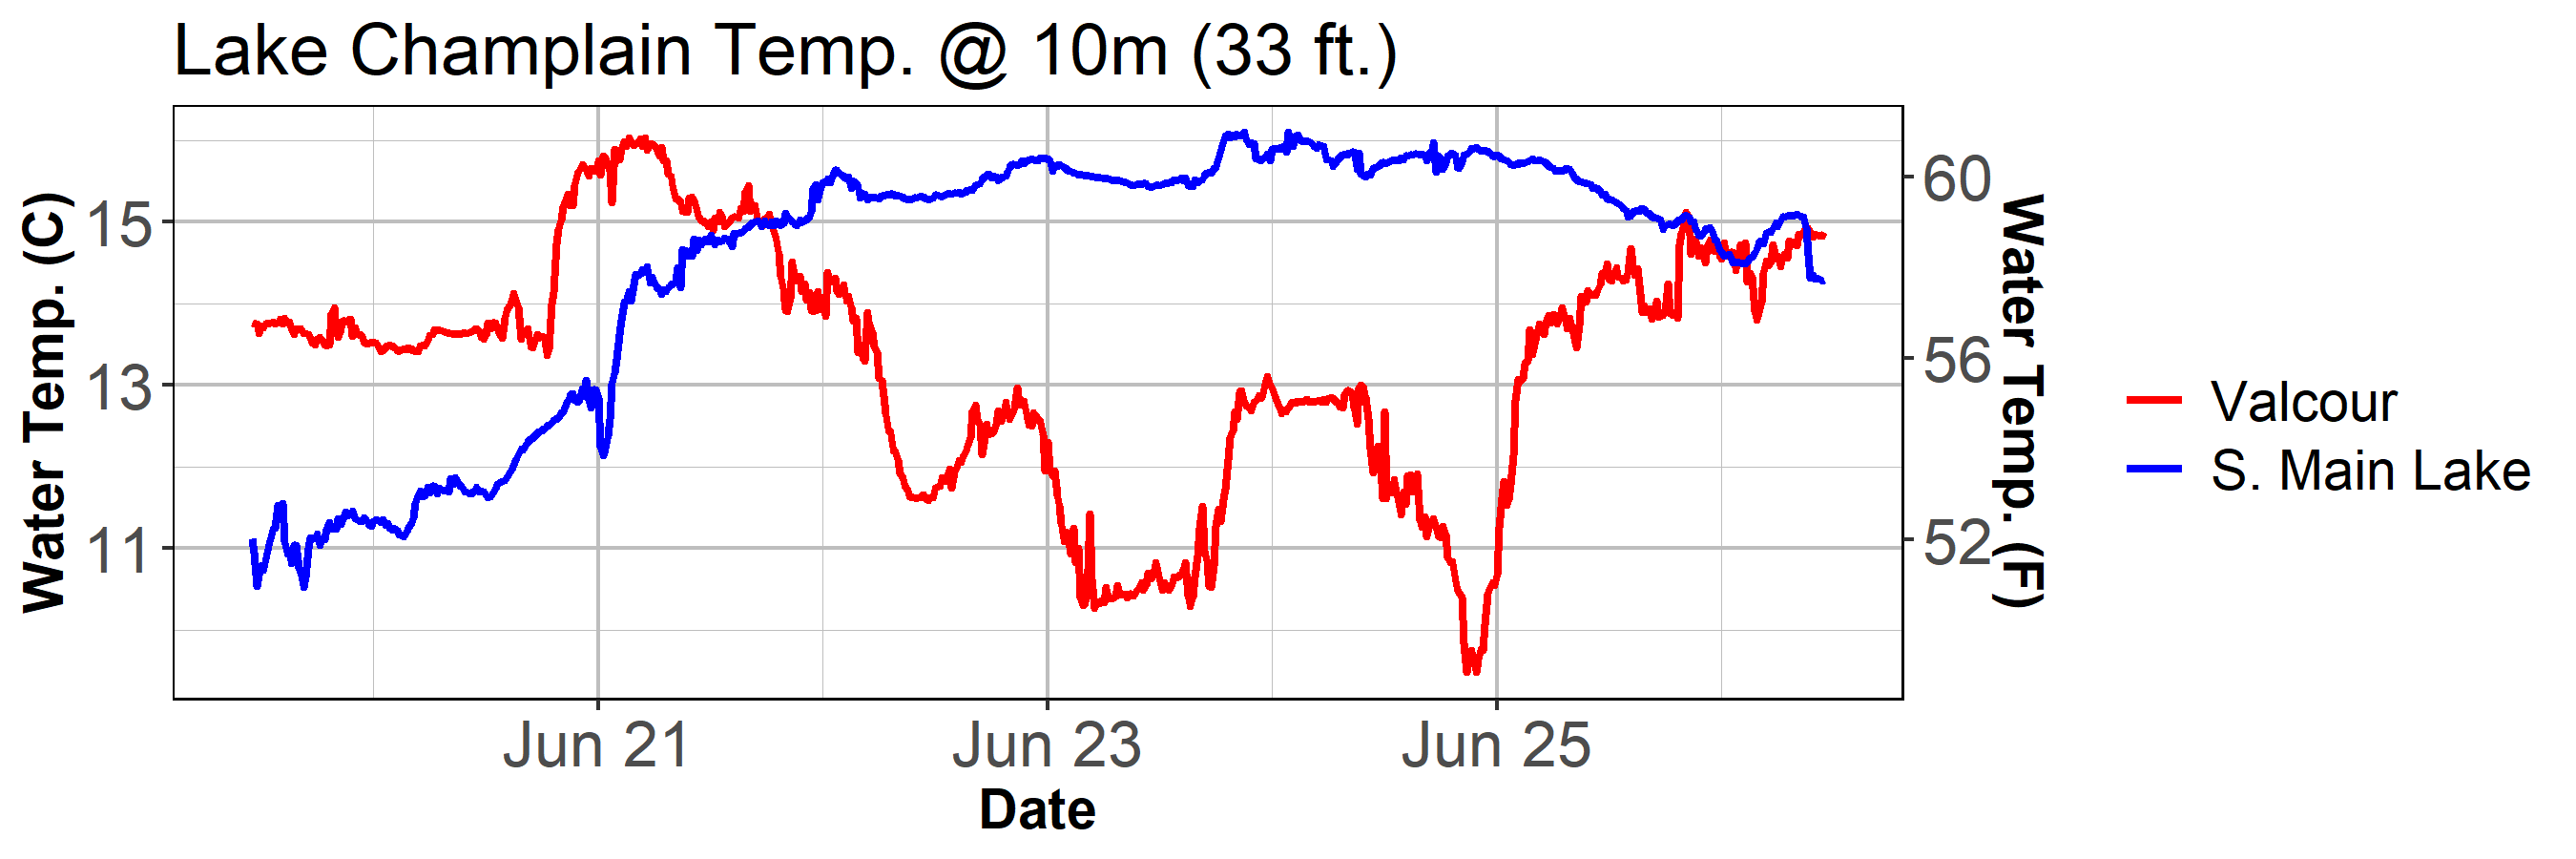 Lake Champlain Temp. @ 10m (33 ft.)
Water Temp. (C)
15
13
11
60
56
52
Water Temp. (F)
Jun 21
Jun 23
Jun 25
Date
Valcour
S. Main Lake